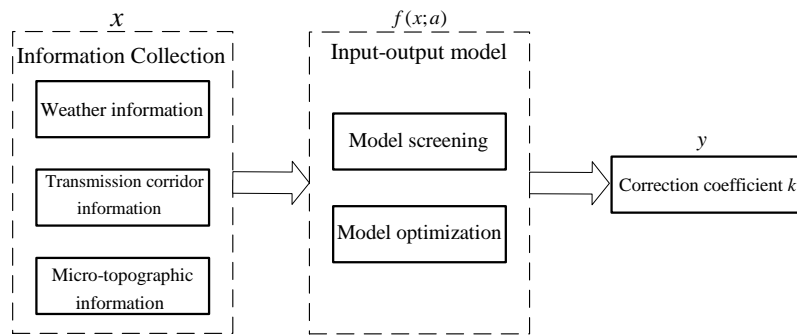 x
Information Collection
Weather information
Transmission corridor
information
Micro-topographic
information
f(x;a)
Input-output model
Model screening
Model optimization
y
Correction coefficient k